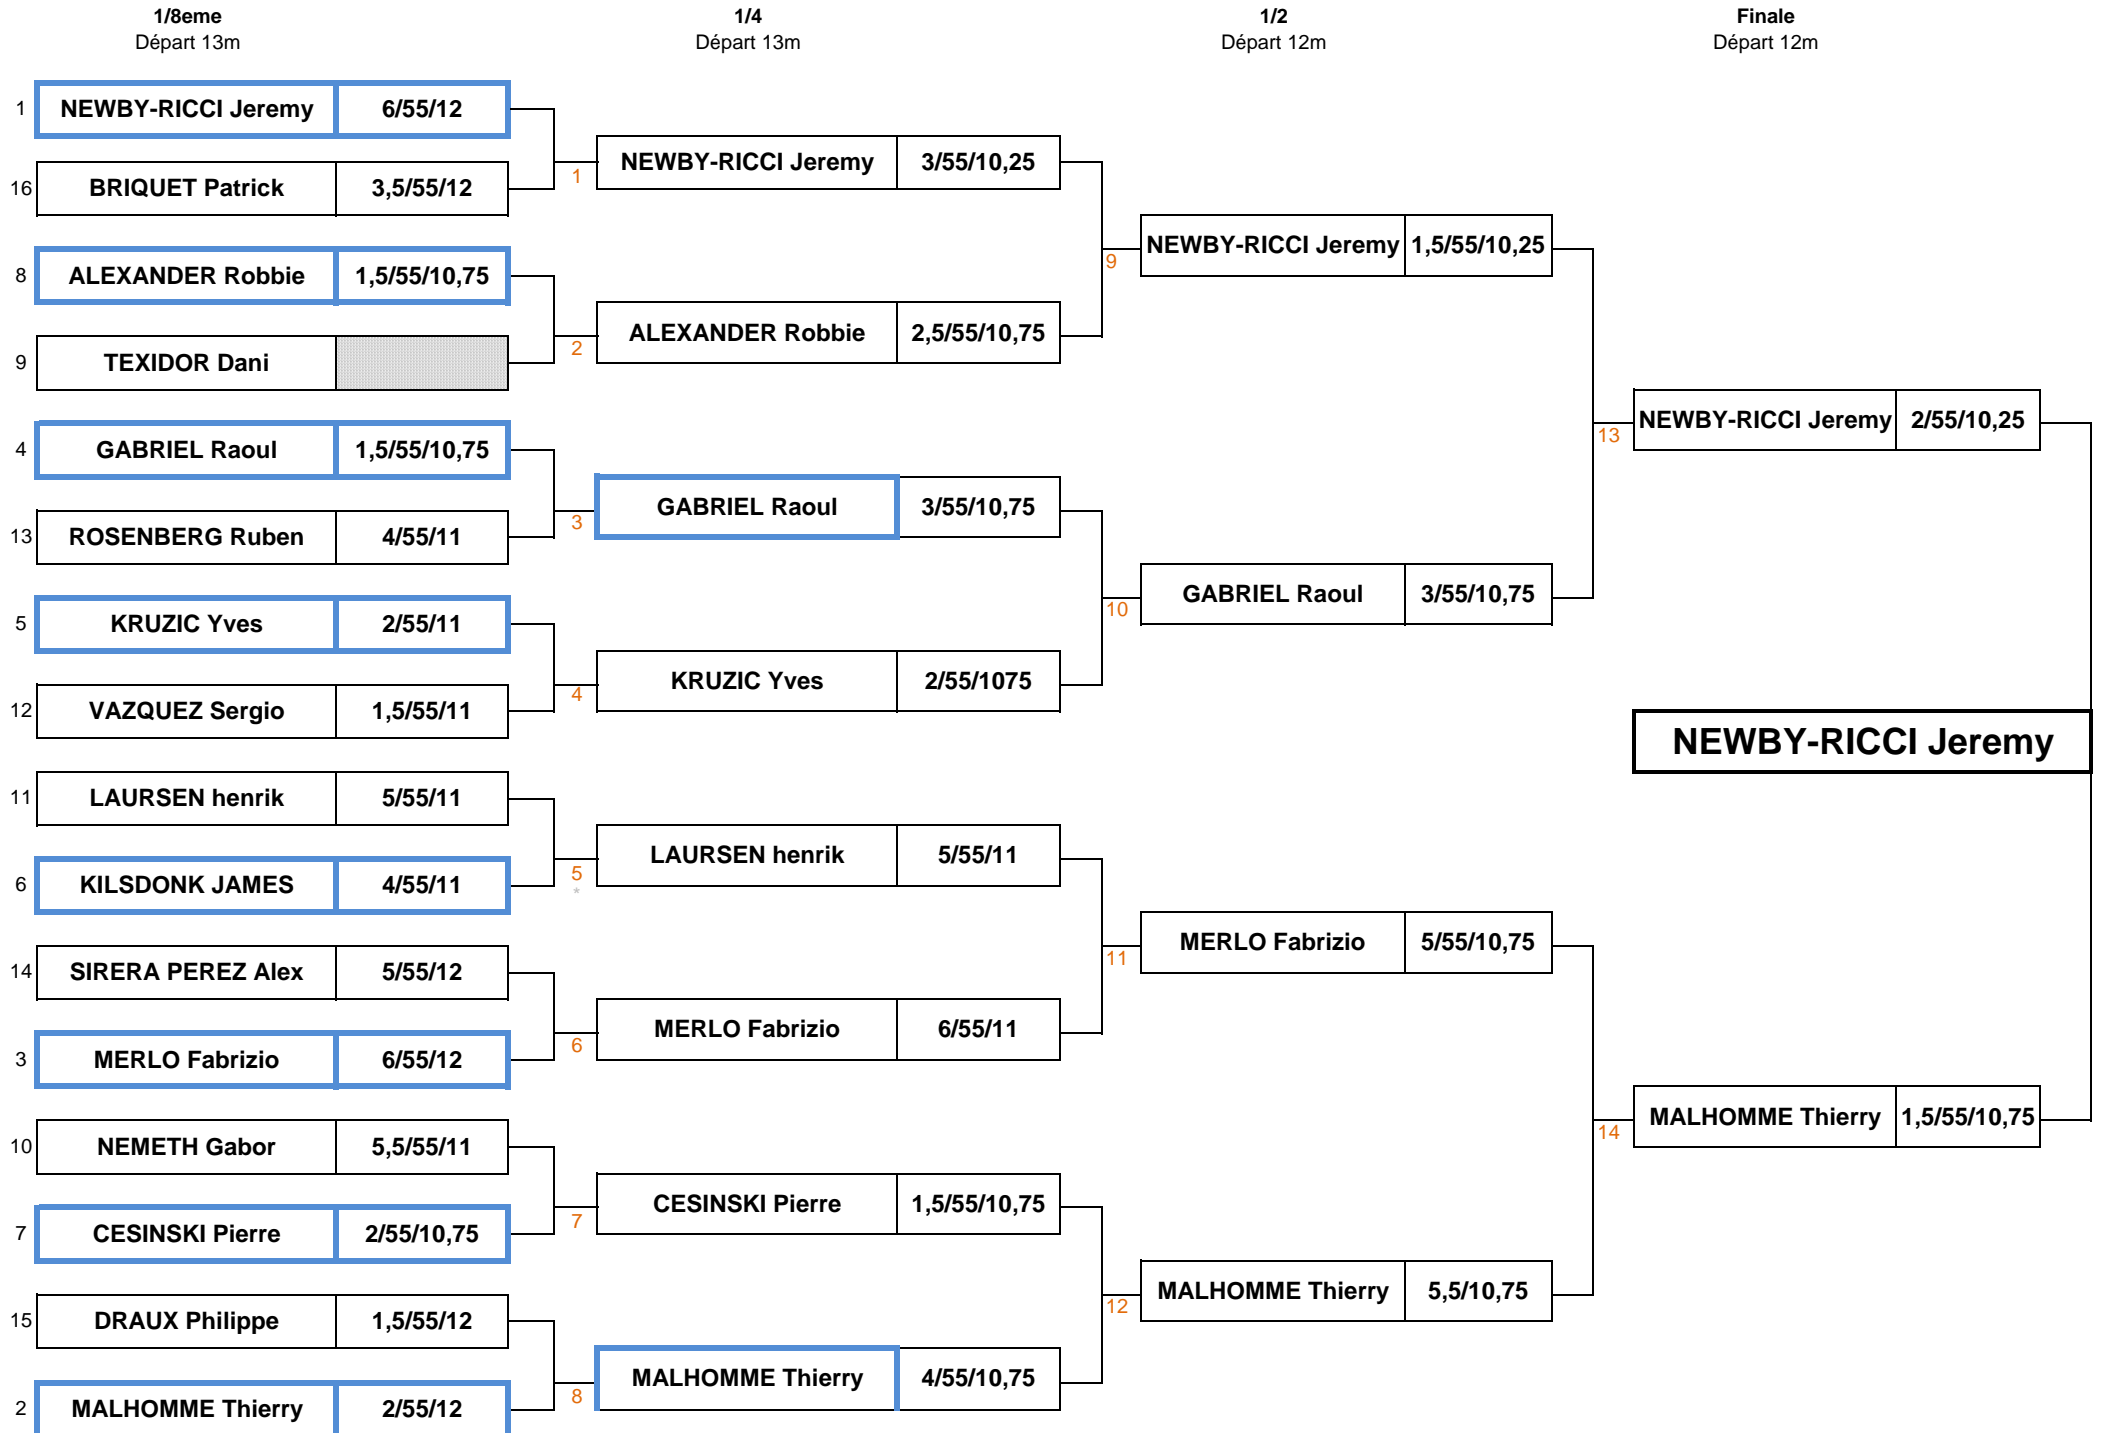 1/8eme
Départ 13m
1/4
Départ 13m
1/2
Départ 12m
Finale
Départ 12m
1 NEWBY-RICCI Jeremy 6/55/12
16 BRIQUET Patrick 3,5/55/12
8 ALEXANDER Robbie 1,5/55/10,75
9 TEXIDOR Dani
4 GABRIEL Raoul 1,5/55/10,75
13 ROSENBERG Ruben 4/55/11
5 KRUZIC Yves 2/55/11
12 VAZQUEZ Sergio 1,5/55/11
11 LAURSEN henrik 5/55/11
6 KILSDONK JAMES 4/55/11
14 SIRERA PEREZ Alex 5/55/12
3 MERLO Fabrizio 6/55/12
10 NEMETH Gabor 5,5/55/11
7 CESINSKI Pierre 2/55/10,75
15 DRAUX Philippe 1,5/55/12
2 MALHOMME Thierry 2/55/12
1 NEWBY-RICCI Jeremy 3/55/10,25
2 ALEXANDER Robbie 2,5/55/10,75
3 GABRIEL Raoul 3/55/10,75
4 KRUZIC Yves 2/55/1075
5 LAURSEN henrik 5/55/11
*
6 MERLO Fabrizio 6/55/11
7 CESINSKI Pierre 1,5/55/10,75
8 MALHOMME Thierry 4/55/10,75
9 NEWBY-RICCI Jeremy 1,5/55/10,25
10 GABRIEL Raoul 3/55/10,75
11 MERLO Fabrizio 5/55/10,75
12 MALHOMME Thierry 5,5/10,75
13 NEWBY-RICCI Jeremy 2/55/10,25
14 MALHOMME Thierry 1,5/55/10,75
NEWBY-RICCI Jeremy